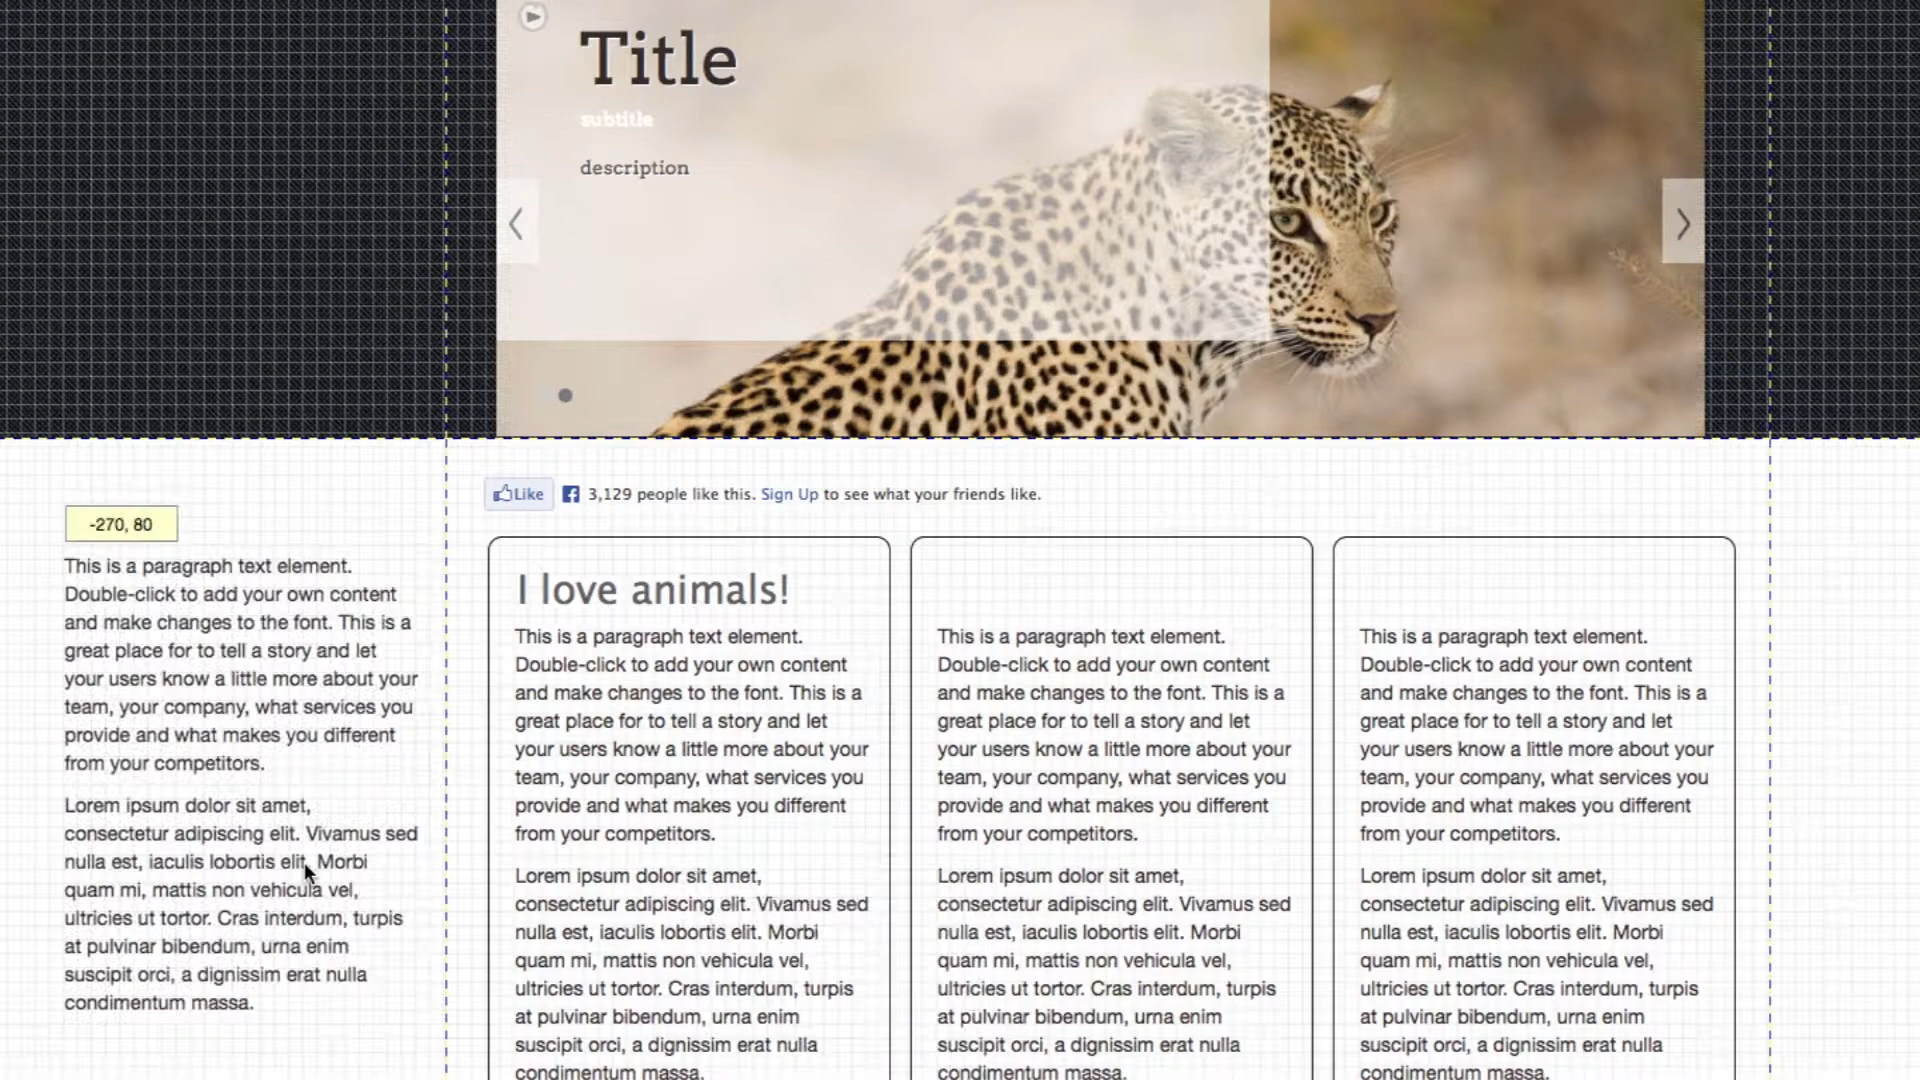 Title
subtitle
description
Like
3,129 people like this. Sign Up to see what your friends like.
-270, 80
This is a paragraph text element.
Double-click to add your own content
and make changes to the font. This is a
great place for to tell a story and let
your users know a little more about your
team, your company, what services you
provide and what makes you different
from your competitors.
Lorem ipsum dolor sit amet,
consectetur adipiscing elit. Vivamus sed
nulla est, iaculis lobortis elit. Morbi
quam mi, mattis non vehicula vel,
ultricies ut tortor. Cras interdum, turpis
at pulvinar bibendum, urna enim
suscipit orci, a dignissim erat nulla
condimentum massa.
I love animals!
This is a paragraph text element.
Double-click to add your own content
and make changes to the font. This is a
great place for to tell a story and let
your users know a little more about your
team, your company, what services you
provide and what makes you different
from your competitors.
Lorem ipsum dolor sit amet,
consectetur adipiscing elit. Vivamus sed
nulla est, iaculis lobortis elit. Morbi
quam mi, mattis non vehicula vel,
ultricies ut tortor. Cras interdum, turpis
at pulvinar bibendum, urna enim
suscipit orci, a dignissim erat nulla
condimentum massa.
This is a paragraph text element.
Double-click to add your own content
and make changes to the font. This is a
great place for to tell a story and let
your users know a little more about your
team, your company, what services you
provide and what makes you different
from your competitors.
Lorem ipsum dolor sit amet,
consectetur adipiscing elit. Vivamus sed
nulla est, iaculis lobortis elit. Morbi
quam mi, mattis non vehicula vel,
ultricies ut tortor. Cras interdum, turpis
at pulvinar bibendum, urna enim
suscipit orci, a dignissim erat nulla
condimentum massa.
This is a paragraph text element.
Double-click to add your own content
and make changes to the font. This is a
great place for to tell a story and let
your users know a little more about your
team, your company, what services you
provide and what makes you different
from your competitors.
Lorem ipsum dolor sit amet,
consectetur adipiscing elit. Vivamus sed
nulla est, iaculis lobortis elit. Morbi
quam mi, mattis non vehicula vel,
ultricies ut tortor. Cras interdum, turpis
at pulvinar bibendum, urna enim
suscipit orci, a dignissim erat nulla
condimentum massa.